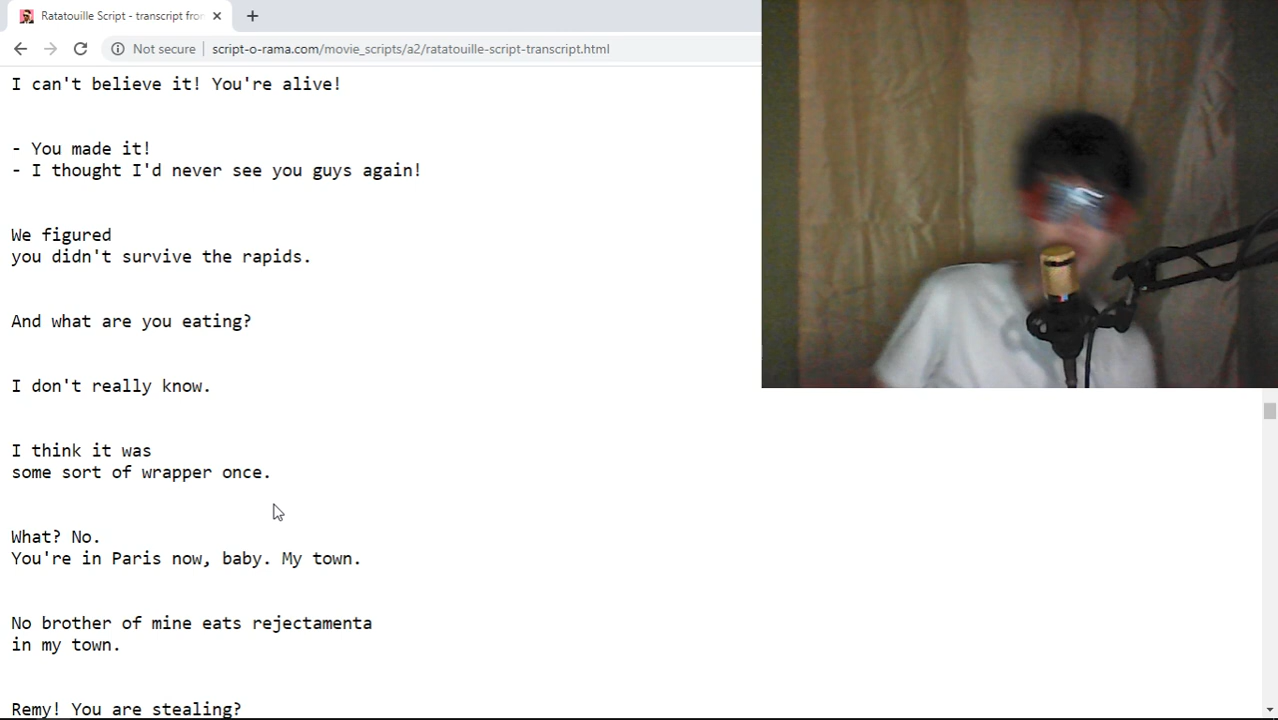 Ratatouille Script - transcript from
Not secure
script-o-rama.com/movie_scripts/a2/ratatouille-script-transcript.html
I can't believe it! You're alive!
- You made it!
- I thought I'd never see you guys again!
We figured
you didn't survive the rapids.
And what are you eating?
I don't really know.
I think it was
some sort of wrapper once.
What? No.
You're in Paris now, baby. My town.
No brother of mine eats rejectamenta
in my town.
Remy! You are stealing?